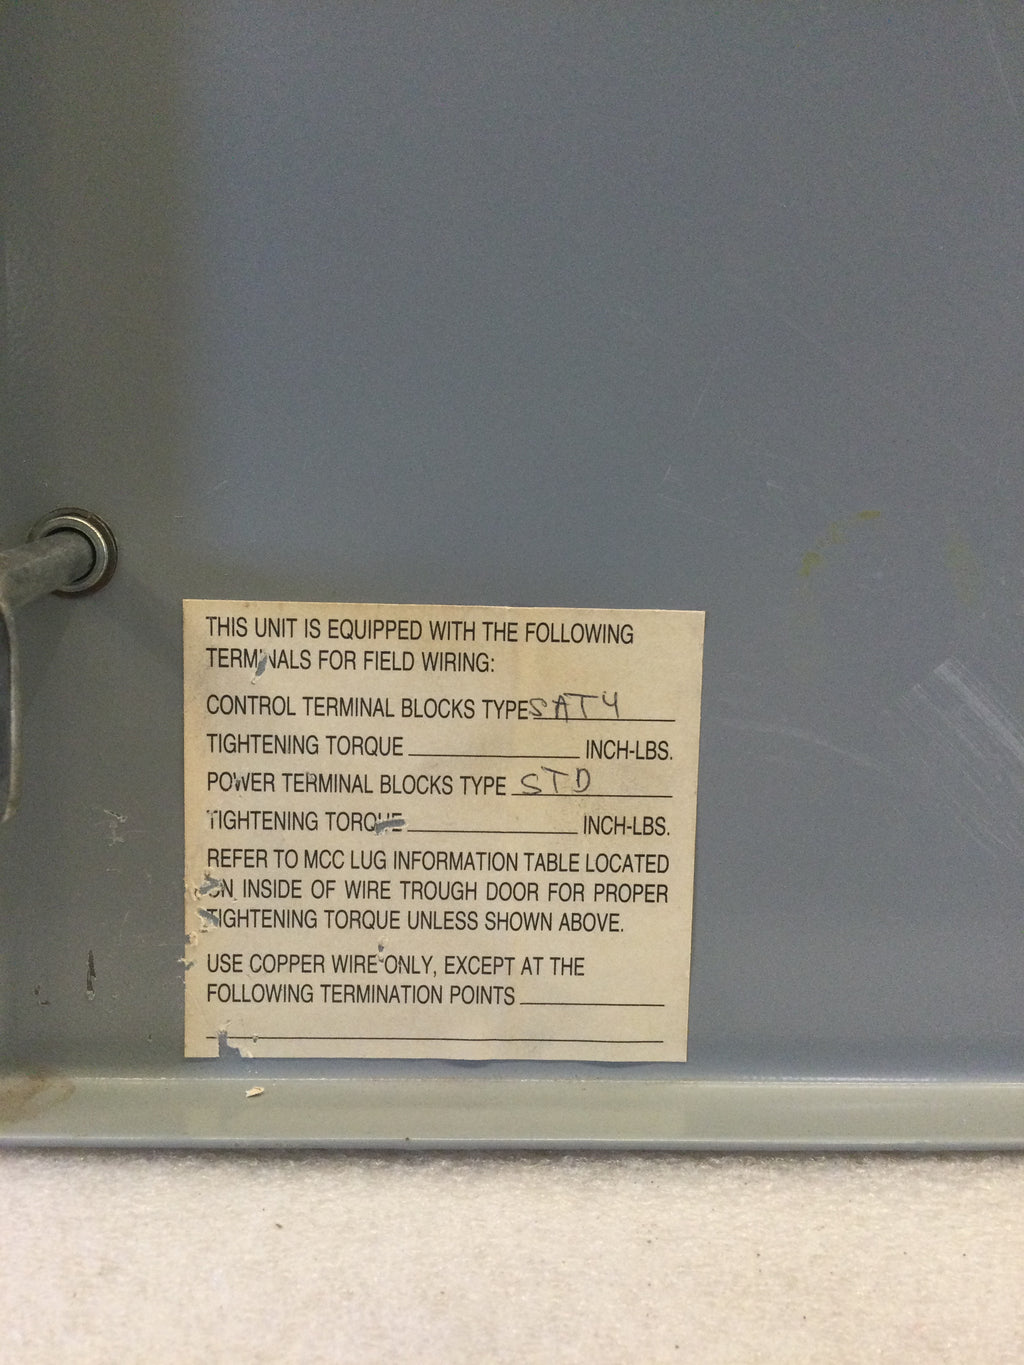 THIS UNIT IS EQUIPPED WITH THE FOLLOWING
TERMINALS FOR FIELD WIRING:
CONTROL TERMINAL BLOCKS TYPE SAT4
TIGHTENING TORQUE ________ INCH-LBS.
POWER TERMINAL BLOCKS TYPE STD
TIGHTENING TORQUE ________ INCH-LBS.
REFER TO MCC LUG INFORMATION TABLE LOCATED
ON INSIDE OF WIRE TROUGH DOOR FOR PROPER
TIGHTENING TORQUE UNLESS SHOWN ABOVE.
USE COPPER WIRE ONLY, EXCEPT AT THE
FOLLOWING TERMINATION POINTS ________